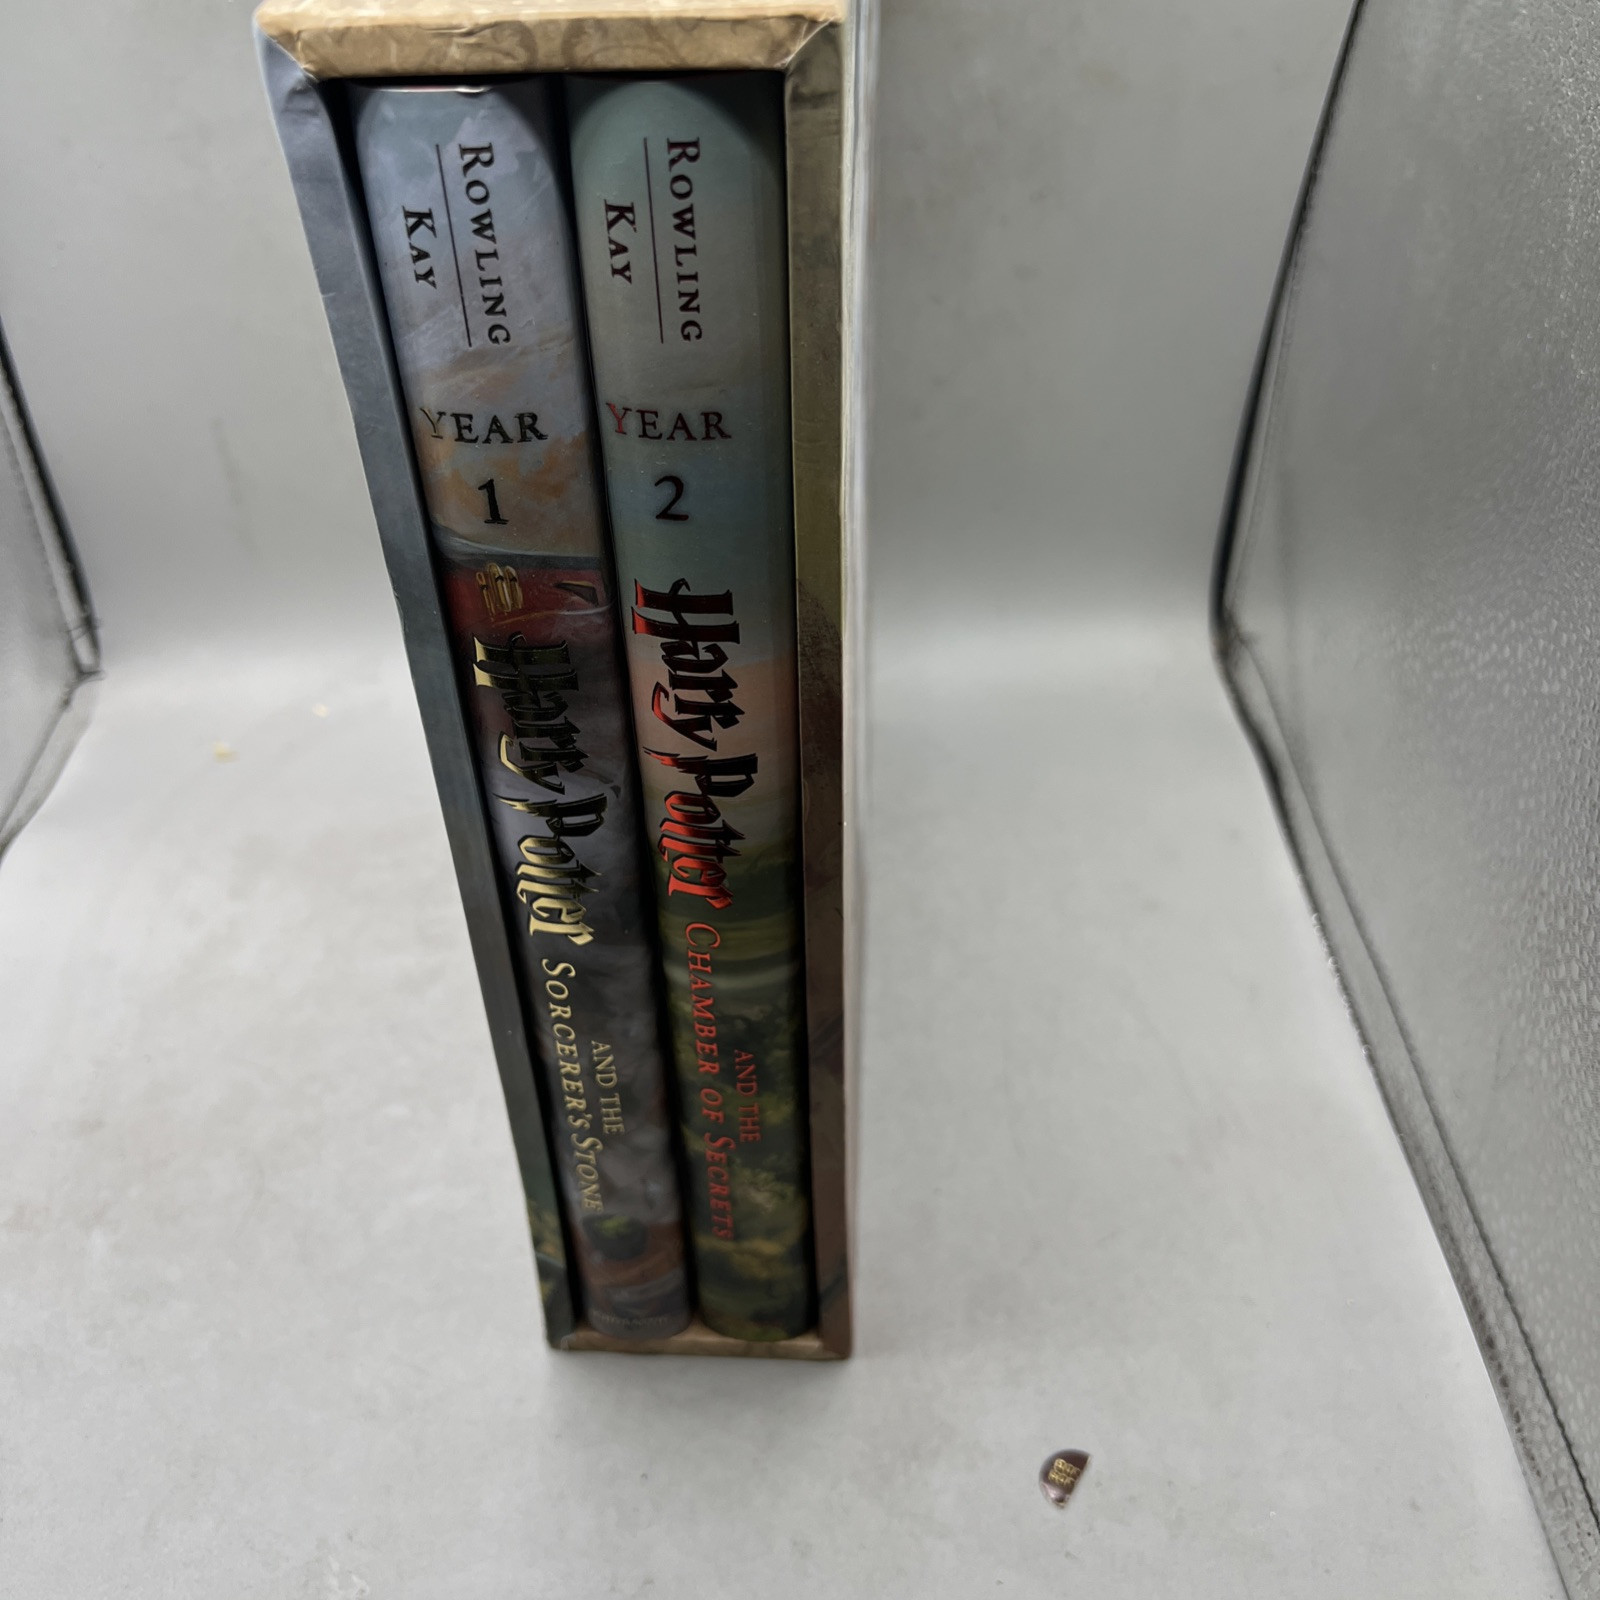 ROWLING
KAY
YEAR
1
Harry Potter
AND THE
SORCERER'S STONE
ROWLING
KAY
YEAR
2
Harry Potter
AND THE
CHAMBER OF SECRETS